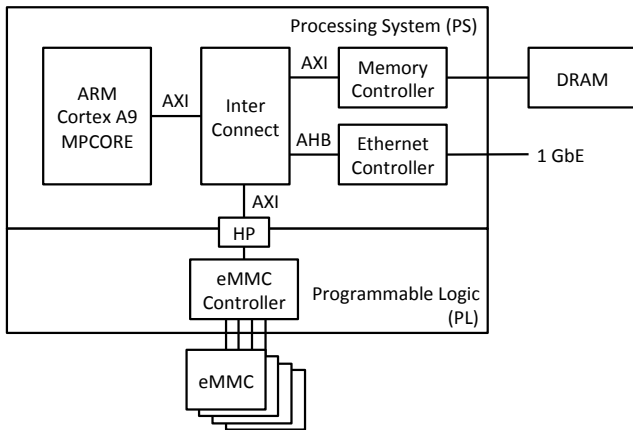 Processing System (PS)
ARM
Cortex A9
MPCORE
AXI
Inter
Connect
AXI
Memory
Controller
DRAM
AHB
Ethernet
Controller
1 GbE
AXI
HP
eMMC
Controller
Programmable Logic
(PL)
eMMC